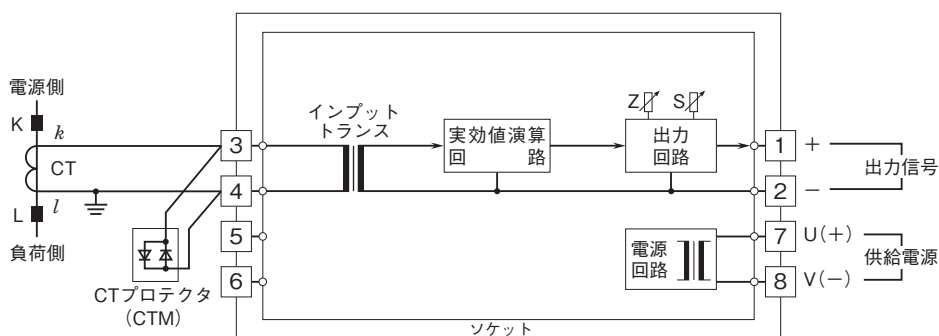 電源側
K
k
CT
L
l
負荷側
CTプロテクタ
(CTM)
3
4
5
6
インプット
トランス
実効値演算
回 路
Z
S
出力
回路
電源
回路
1
+
2
−
出力信号
7
U(+)
8
V(−)
供給電源
ソケット